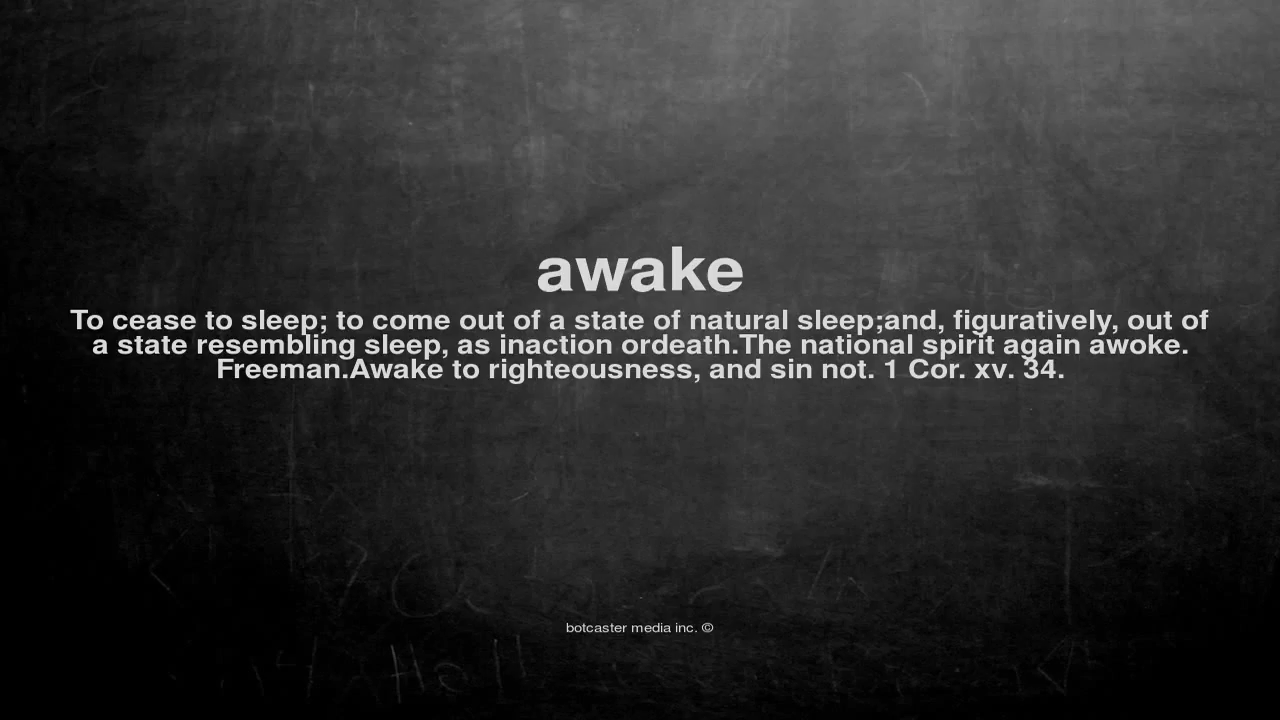 awake
To cease to sleep; to come out of a state of natural sleep;and, figuratively, out of
a state resembling sleep, as inaction ordeath.The national spirit again awoke.
Freeman.Awake to righteousness, and sin not. 1 Cor. xv. 34.
botcaster media inc. ©